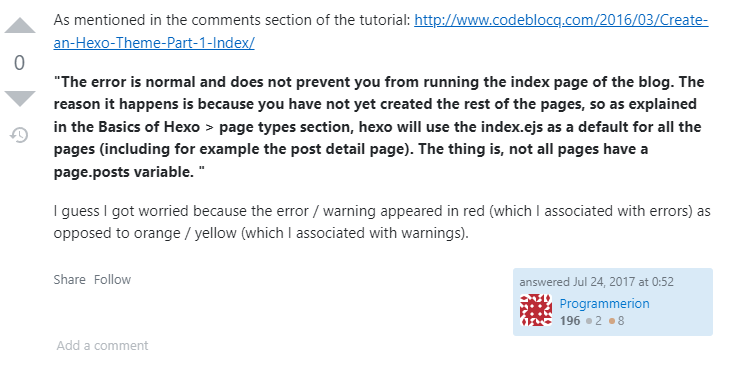 As mentioned in the comments section of the tutorial: http://www.codeblocq.com/2016/03/Create-
an-Hexo-Theme-Part-1-Index/
0
"The error is normal and does not prevent you from running the index page of the blog. The
reason it happens is because you have not yet created the rest of the pages, so as explained
in the Basics of Hexo > page types section, hexo will use the index.ejs as a default for all the
pages (including for example the post detail page). The thing is, not all pages have a
page.posts variable. "
I guess I got worried because the error / warning appeared in red (which I associated with errors) as
opposed to orange / yellow (which I associated with warnings).
Share Follow
answered Jul 24, 2017 at 0:52
Programmerion
196 2 8
Add a comment